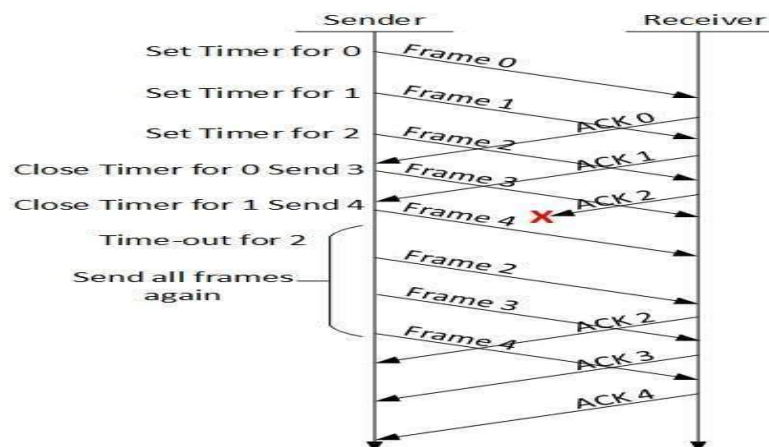 Sender
Receiver
Set Timer for 0
Frame 0
Set Timer for 1
Frame 1
ACK 0
Set Timer for 2
Frame 2
ACK 1
Close Timer for 0 Send 3
Frame 3
ACK 2
Close Timer for 1 Send 4
Frame 4
X
Time-out for 2
Send all frames
again
Frame 2
Frame 3
ACK 2
Frame 4
ACK 3
ACK 4